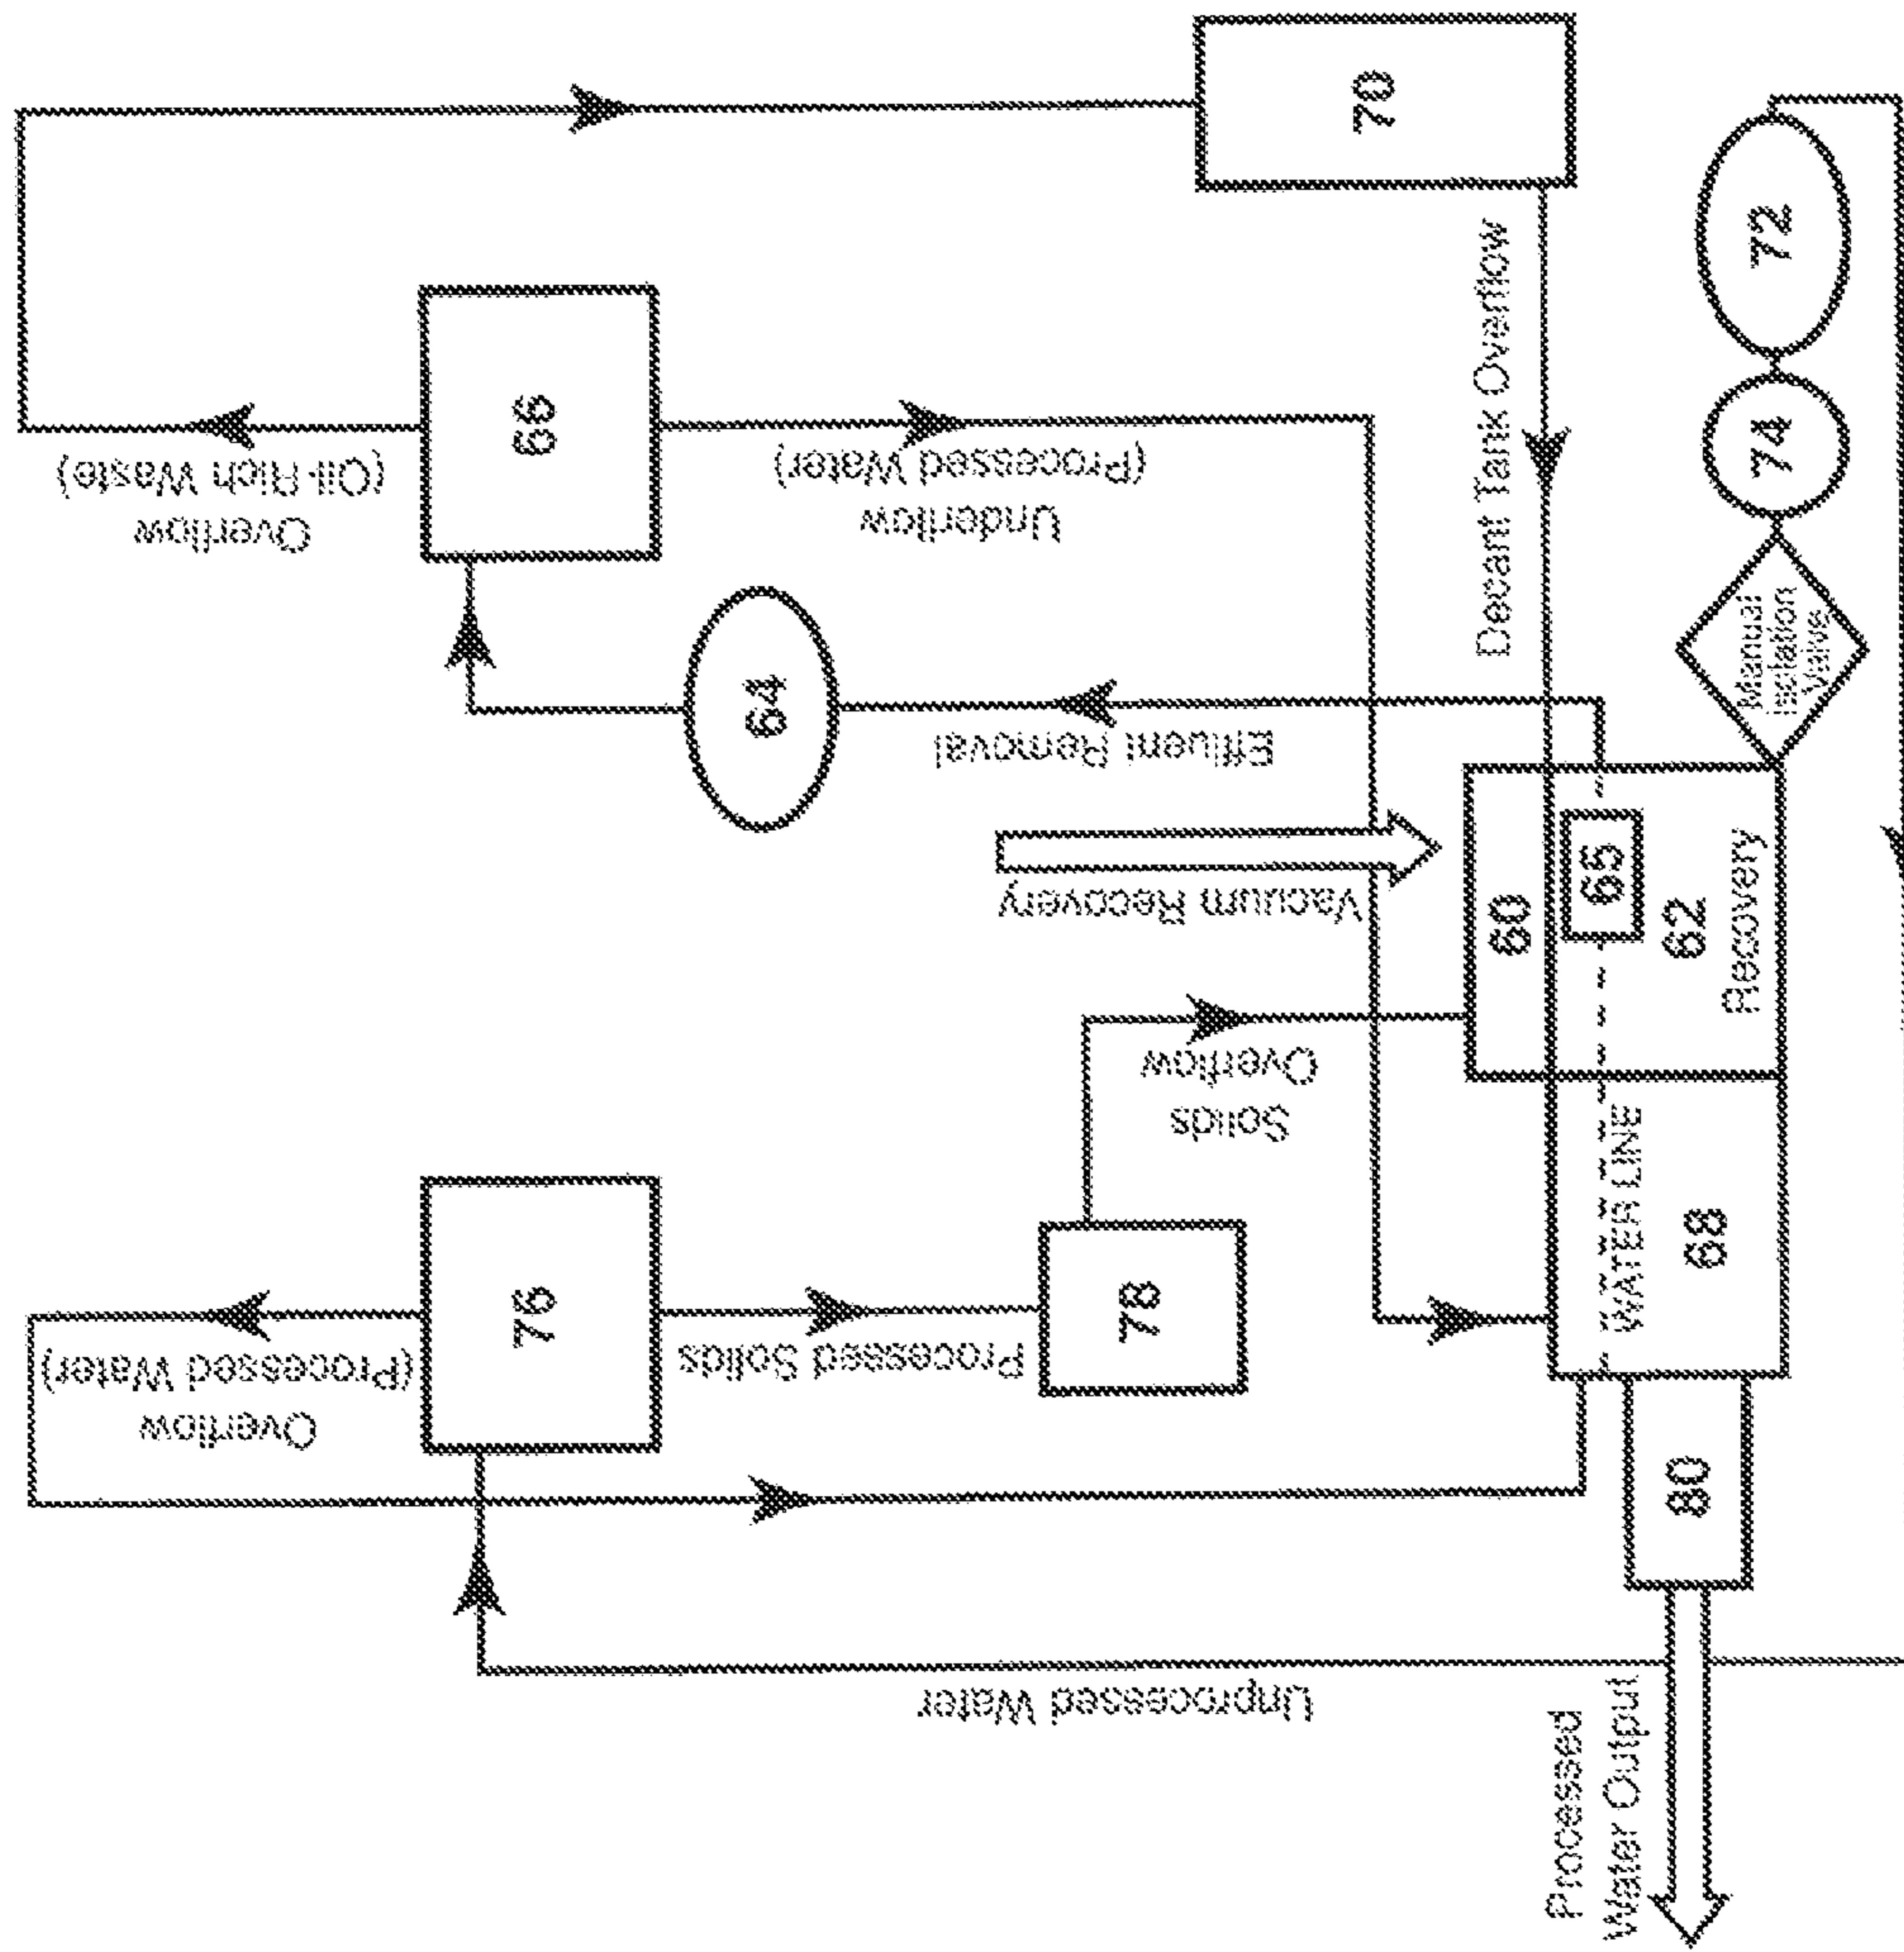 Overflow
(Oil-Rich Waste)
66
Underflow
(Processed Water)
64
Effluent Removal
70
Decant Tank Overflow
72
74
Manual
Isolation
Valve
Vacuum Recovery
60
65
62
Recovery
Overflow
(Processed Water)
76
Processed Solids
78
Solids
Overflow
WATER LINE
68
80
Unprocessed Water
Processed
Water Output